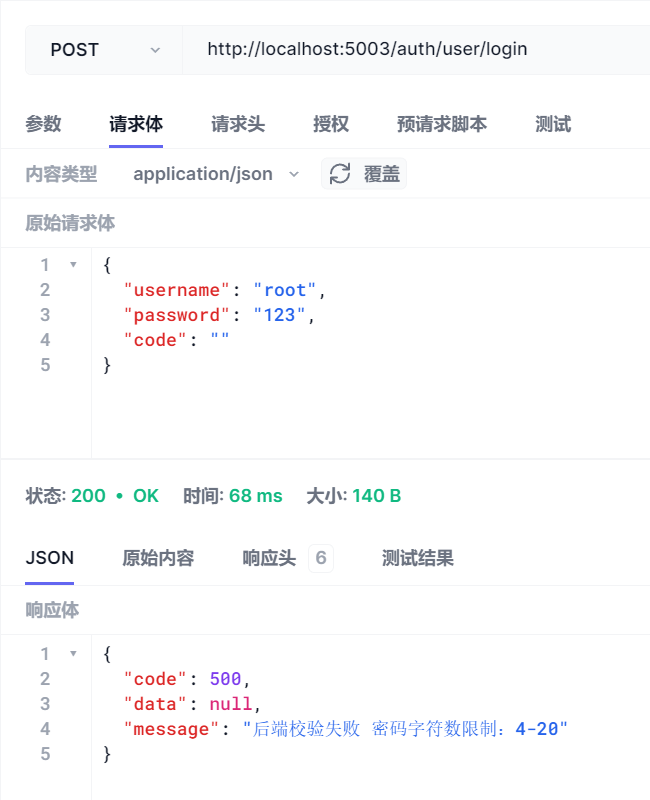 POST http://localhost:5003/auth/user/login
参数 请求体 请求头 授权 预请求脚本 测试
内容类型 application/json 覆盖
原始请求体
1 {
2 "username": "root",
3 "password": "123",
4 "code": ""
5 }
状态: 200 • OK 时间: 68 ms 大小: 140 B
JSON 原始内容 响应头 6 测试结果
响应体
1 {
2 "code": 500,
3 "data": null,
4 "message": "后端校验失败 密码字符数限制：4-20"
5 }